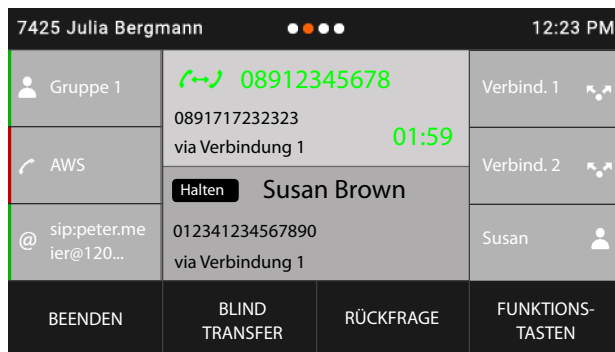 7425 Julia Bergmann 12:23 PM
Gruppe 1
AWS
@ sip:peter.me
ier@120...
08912345678
0891717232323
via Verbindung 1
01:59
Halten Susan Brown
012341234567890
via Verbindung 1
Verbind. 1
Verbind. 2
Susan
BEENDEN
BLIND
TRANSFER
RÜCKFRAGE
FUNKTIONS-
TASTEN